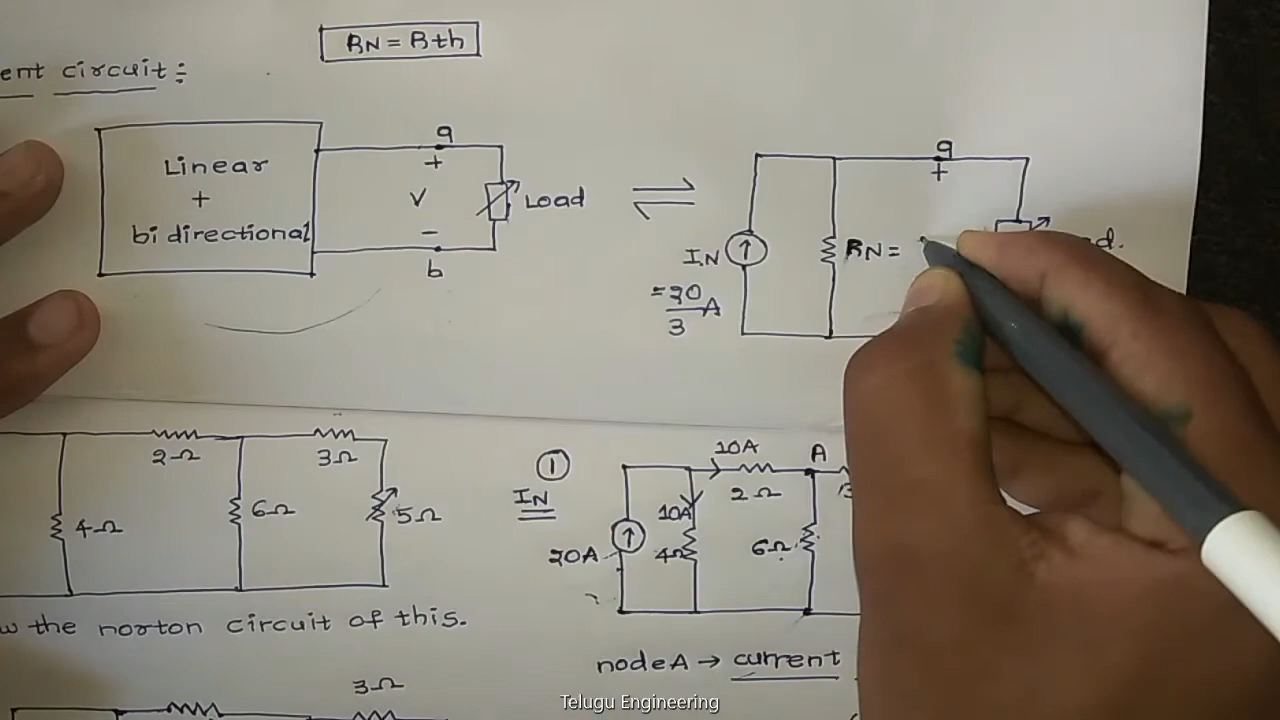 RN = Rth
ent circuit:
a
+
Linear
+
bi directional
V
Load
-
b
a
+
IN
= 20
3
A
RN =
d.
2Ω
3Ω
4Ω
6Ω
5Ω
w the norton circuit of this.
3Ω
①
IN
10A
A
2Ω
10A
20A
4Ω
6Ω
node A → current
Telugu Engineering